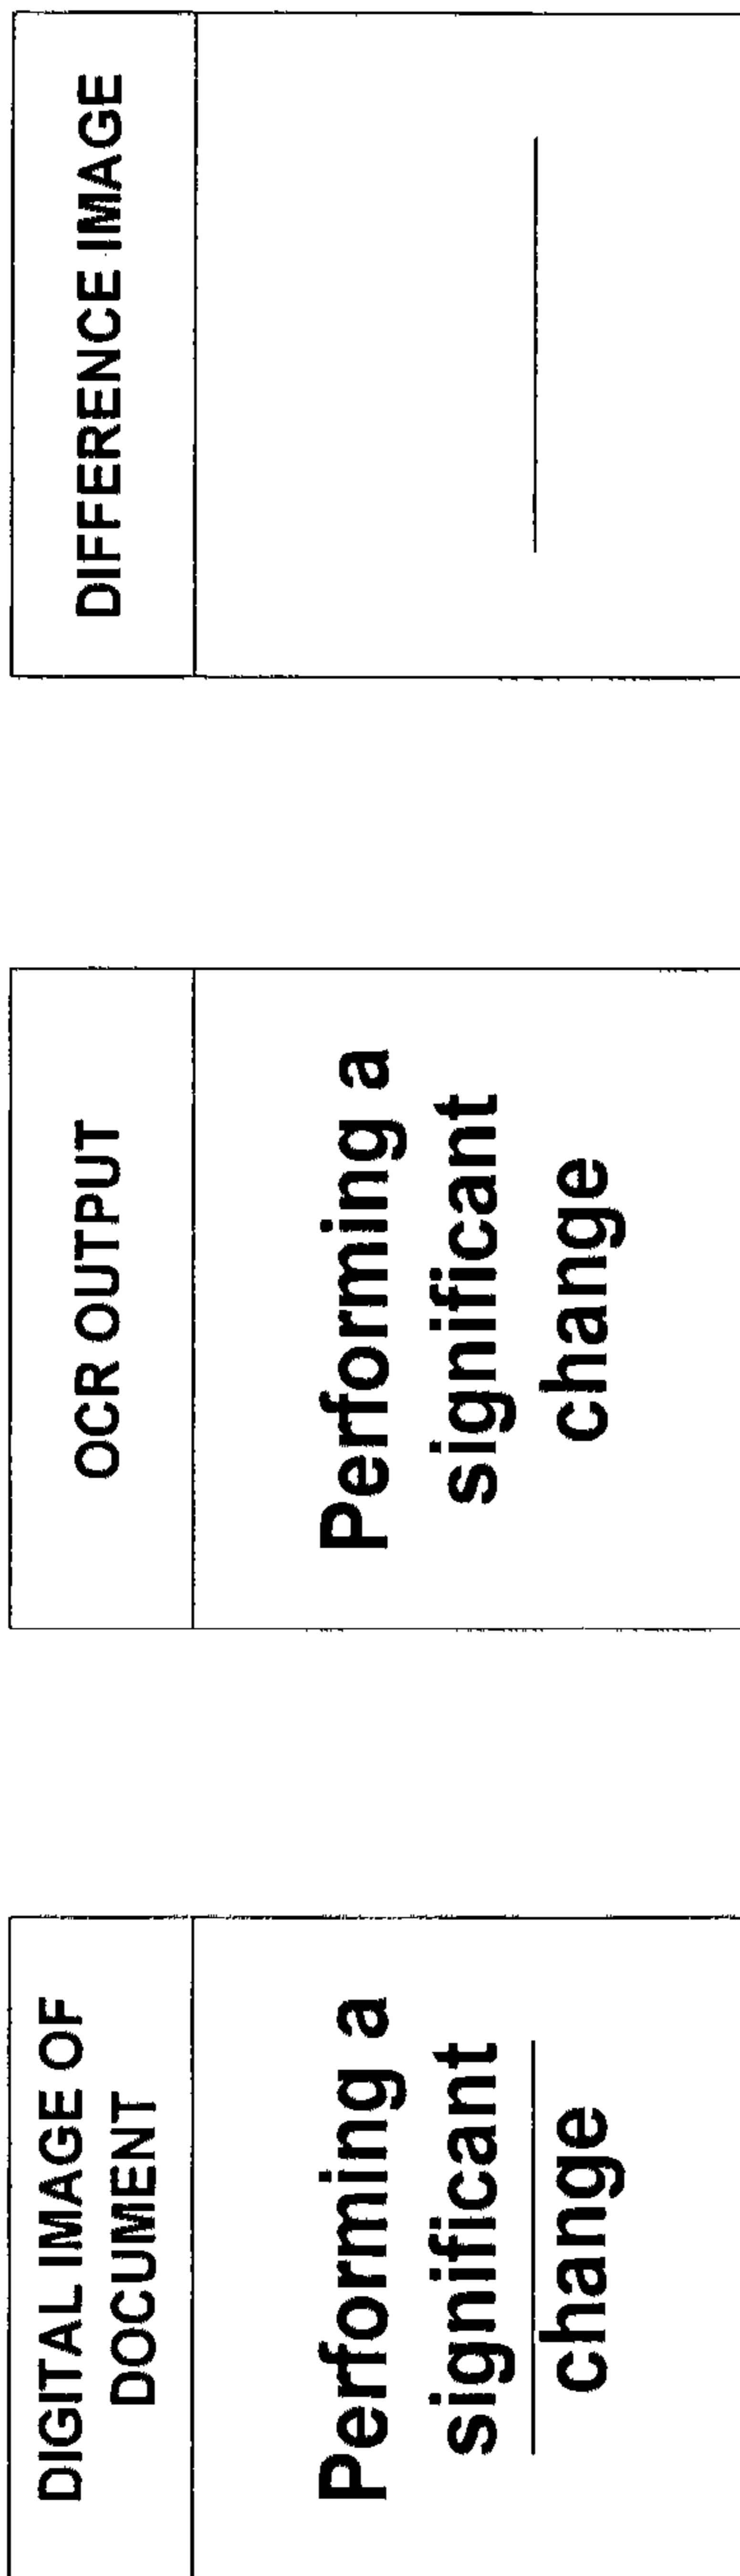 DIGITAL IMAGE OF
DOCUMENT
Performing a
significant
change
OCR OUTPUT
Performing a
significant
change
DIFFERENCE IMAGE